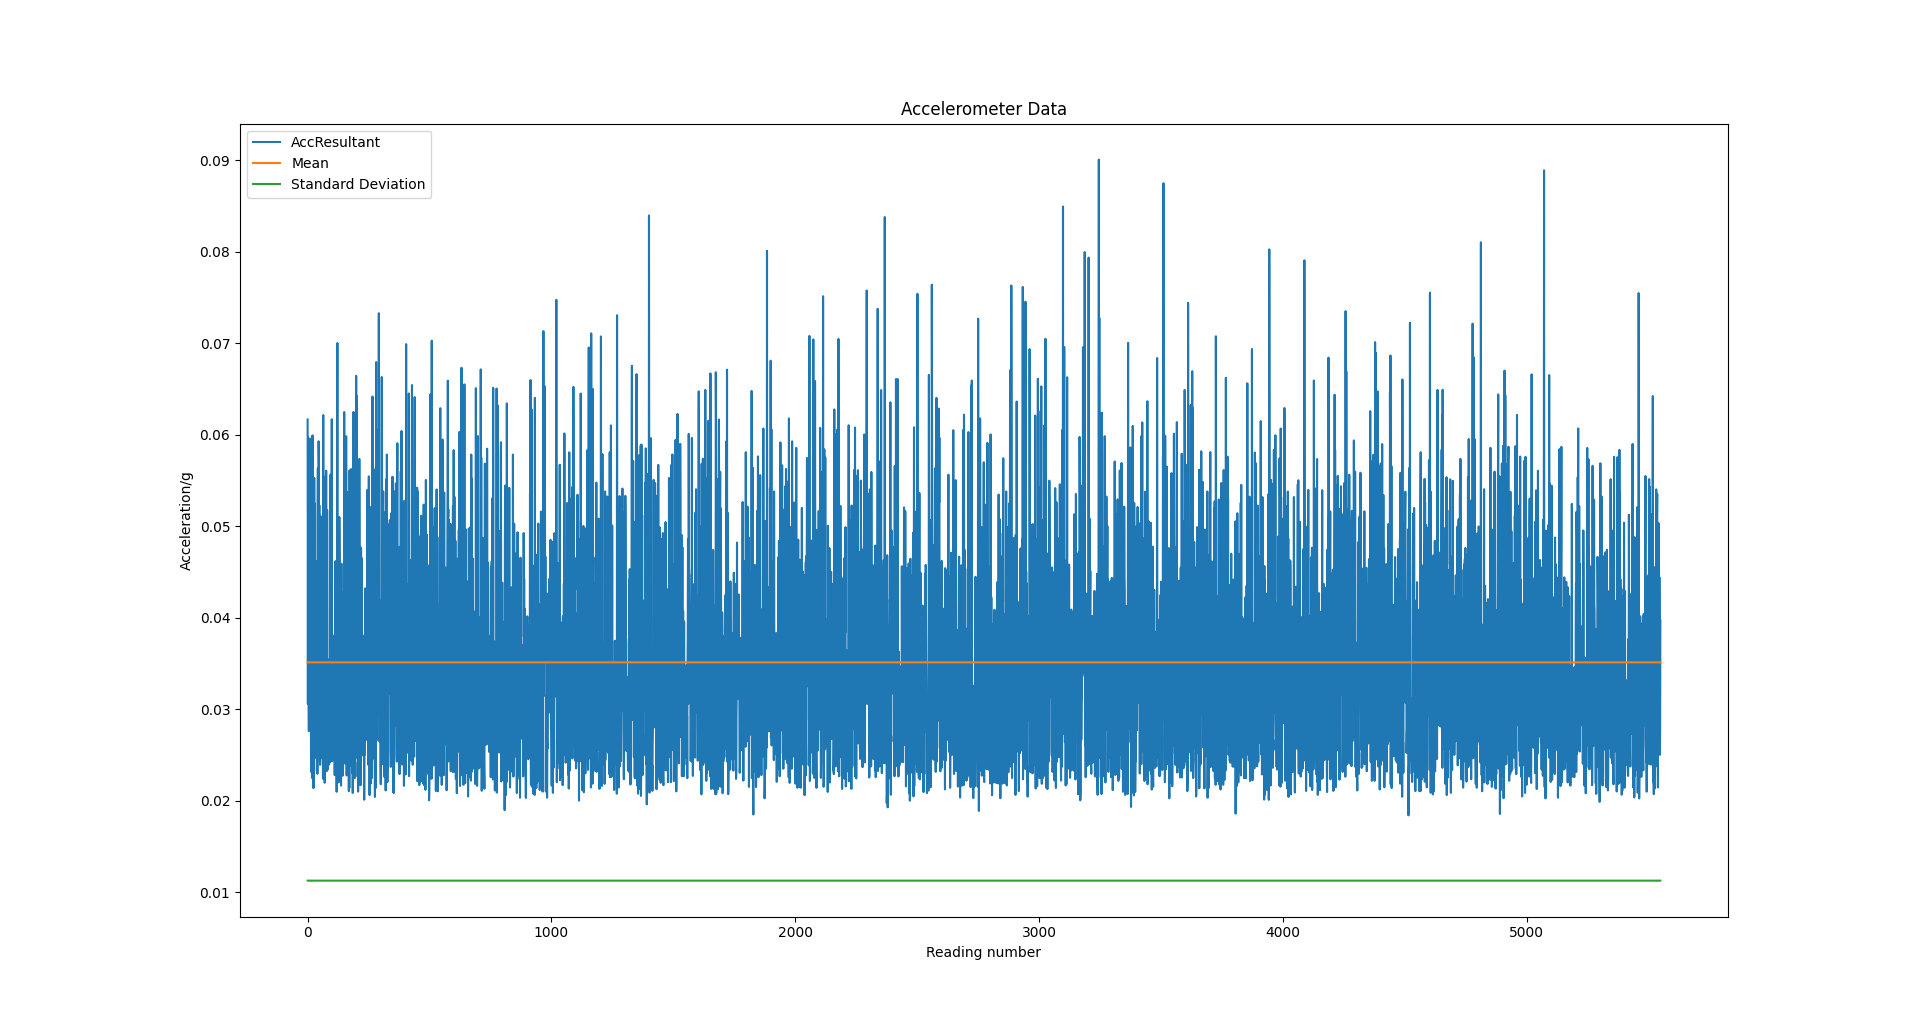 Accelerometer Data
AccResultant
Mean
Standard Deviation
0.09
0.08
0.07
0.06
0.05
0.04
0.03
0.02
0.01
Acceleration/g
0 1000 2000 3000 4000 5000
Reading number